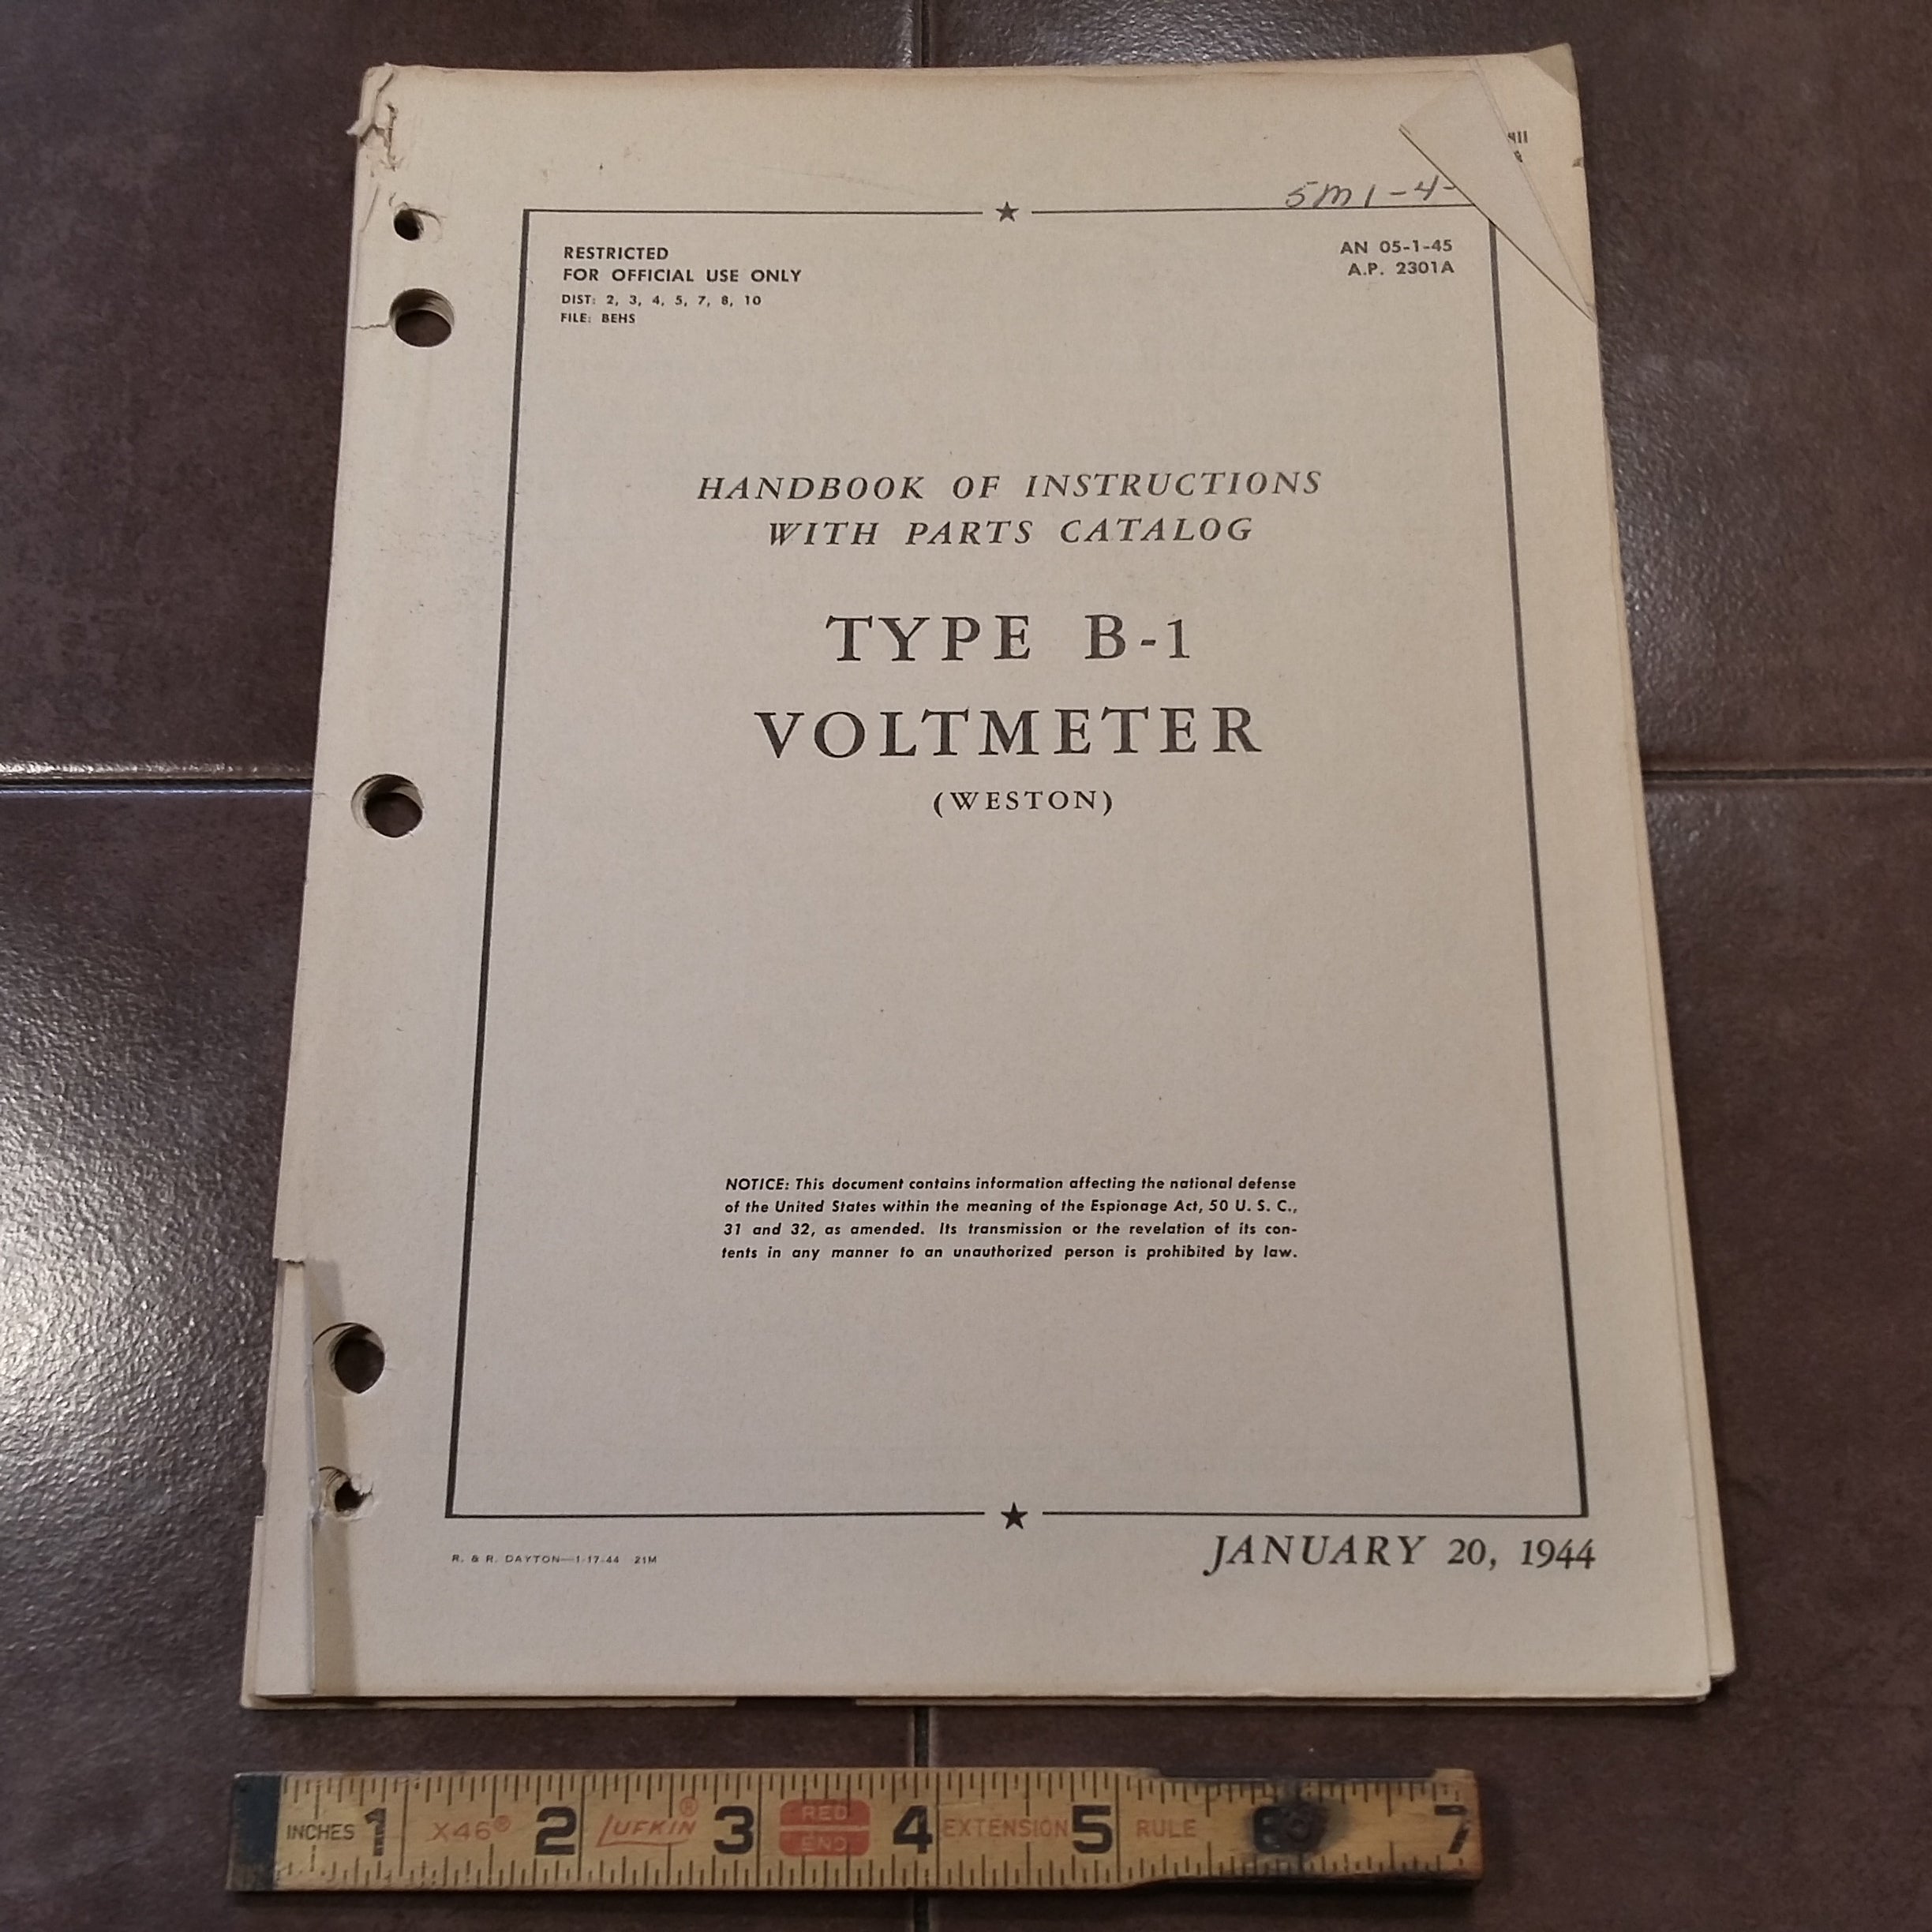 5M1-4-
RESTRICTED
FOR OFFICIAL USE ONLY
DIST: 2, 3, 4, 5, 7, 8, 10
FILE: BEHS
AN 05-1-45
A.P. 2301A
HANDBOOK OF INSTRUCTIONS
WITH PARTS CATALOG
TYPE B-1
VOLTMETER
(WESTON)
NOTICE: This document contains information affecting the national defense
of the United States within the meaning of the Espionage Act, 50 U. S. C.,
31 and 32, as amended. Its transmission or the revelation of its con-
tents in any manner to an unauthorized person is prohibited by law.
R. & R. DAYTON—1-17-44 21M
JANUARY 20, 1944
INCHES 1 X46® 2 LUFKIN® 3 RED END 4 EXTENSION 5 RULE 6 7